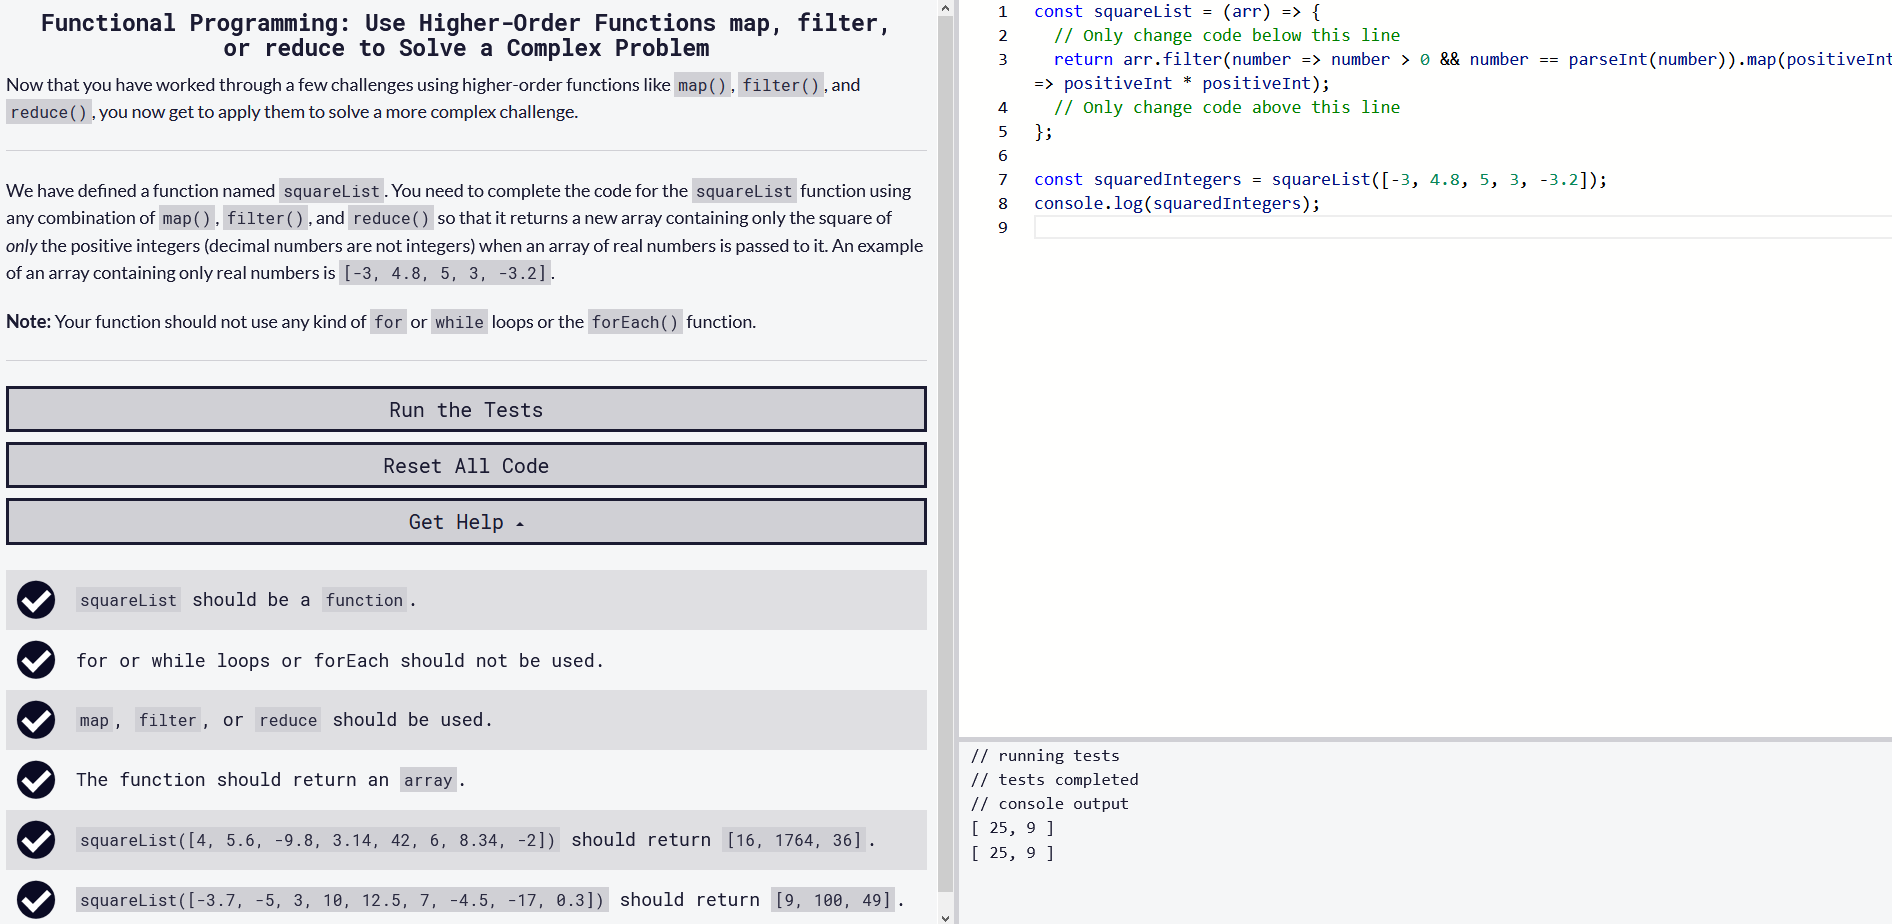 Functional Programming: Use Higher-Order Functions map, filter,
or reduce to Solve a Complex Problem
Now that you have worked through a few challenges using higher-order functions like map(), filter(), and
reduce(), you now get to apply them to solve a more complex challenge.
We have defined a function named squareList. You need to complete the code for the squareList function using
any combination of map(), filter(), and reduce() so that it returns a new array containing only the square of
only the positive integers (decimal numbers are not integers) when an array of real numbers is passed to it. An example
of an array containing only real numbers is [-3, 4.8, 5, 3, -3.2].
Note: Your function should not use any kind of for or while loops or the forEach() function.
Run the Tests
Reset All Code
Get Help
squareList should be a function.
for or while loops or forEach should not be used.
map, filter, or reduce should be used.
The function should return an array.
squareList([4, 5.6, -9.8, 3.14, 42, 6, 8.34, -2]) should return [16, 1764, 36].
squareList([-3.7, -5, 3, 10, 12.5, 7, -4.5, -17, 0.3]) should return [9, 100, 49].
1 const squareList = (arr) => {
2 // Only change code below this line
3 return arr.filter(number => number > 0 && number == parseInt(number)).map(positiveInt
=> positiveInt * positiveInt);
4 // Only change code above this line
5 };
6
7 const squaredIntegers = squareList([-3, 4.8, 5, 3, -3.2]);
8 console.log(squaredIntegers);
9
// running tests
// tests completed
// console output
[ 25, 9 ]
[ 25, 9 ]